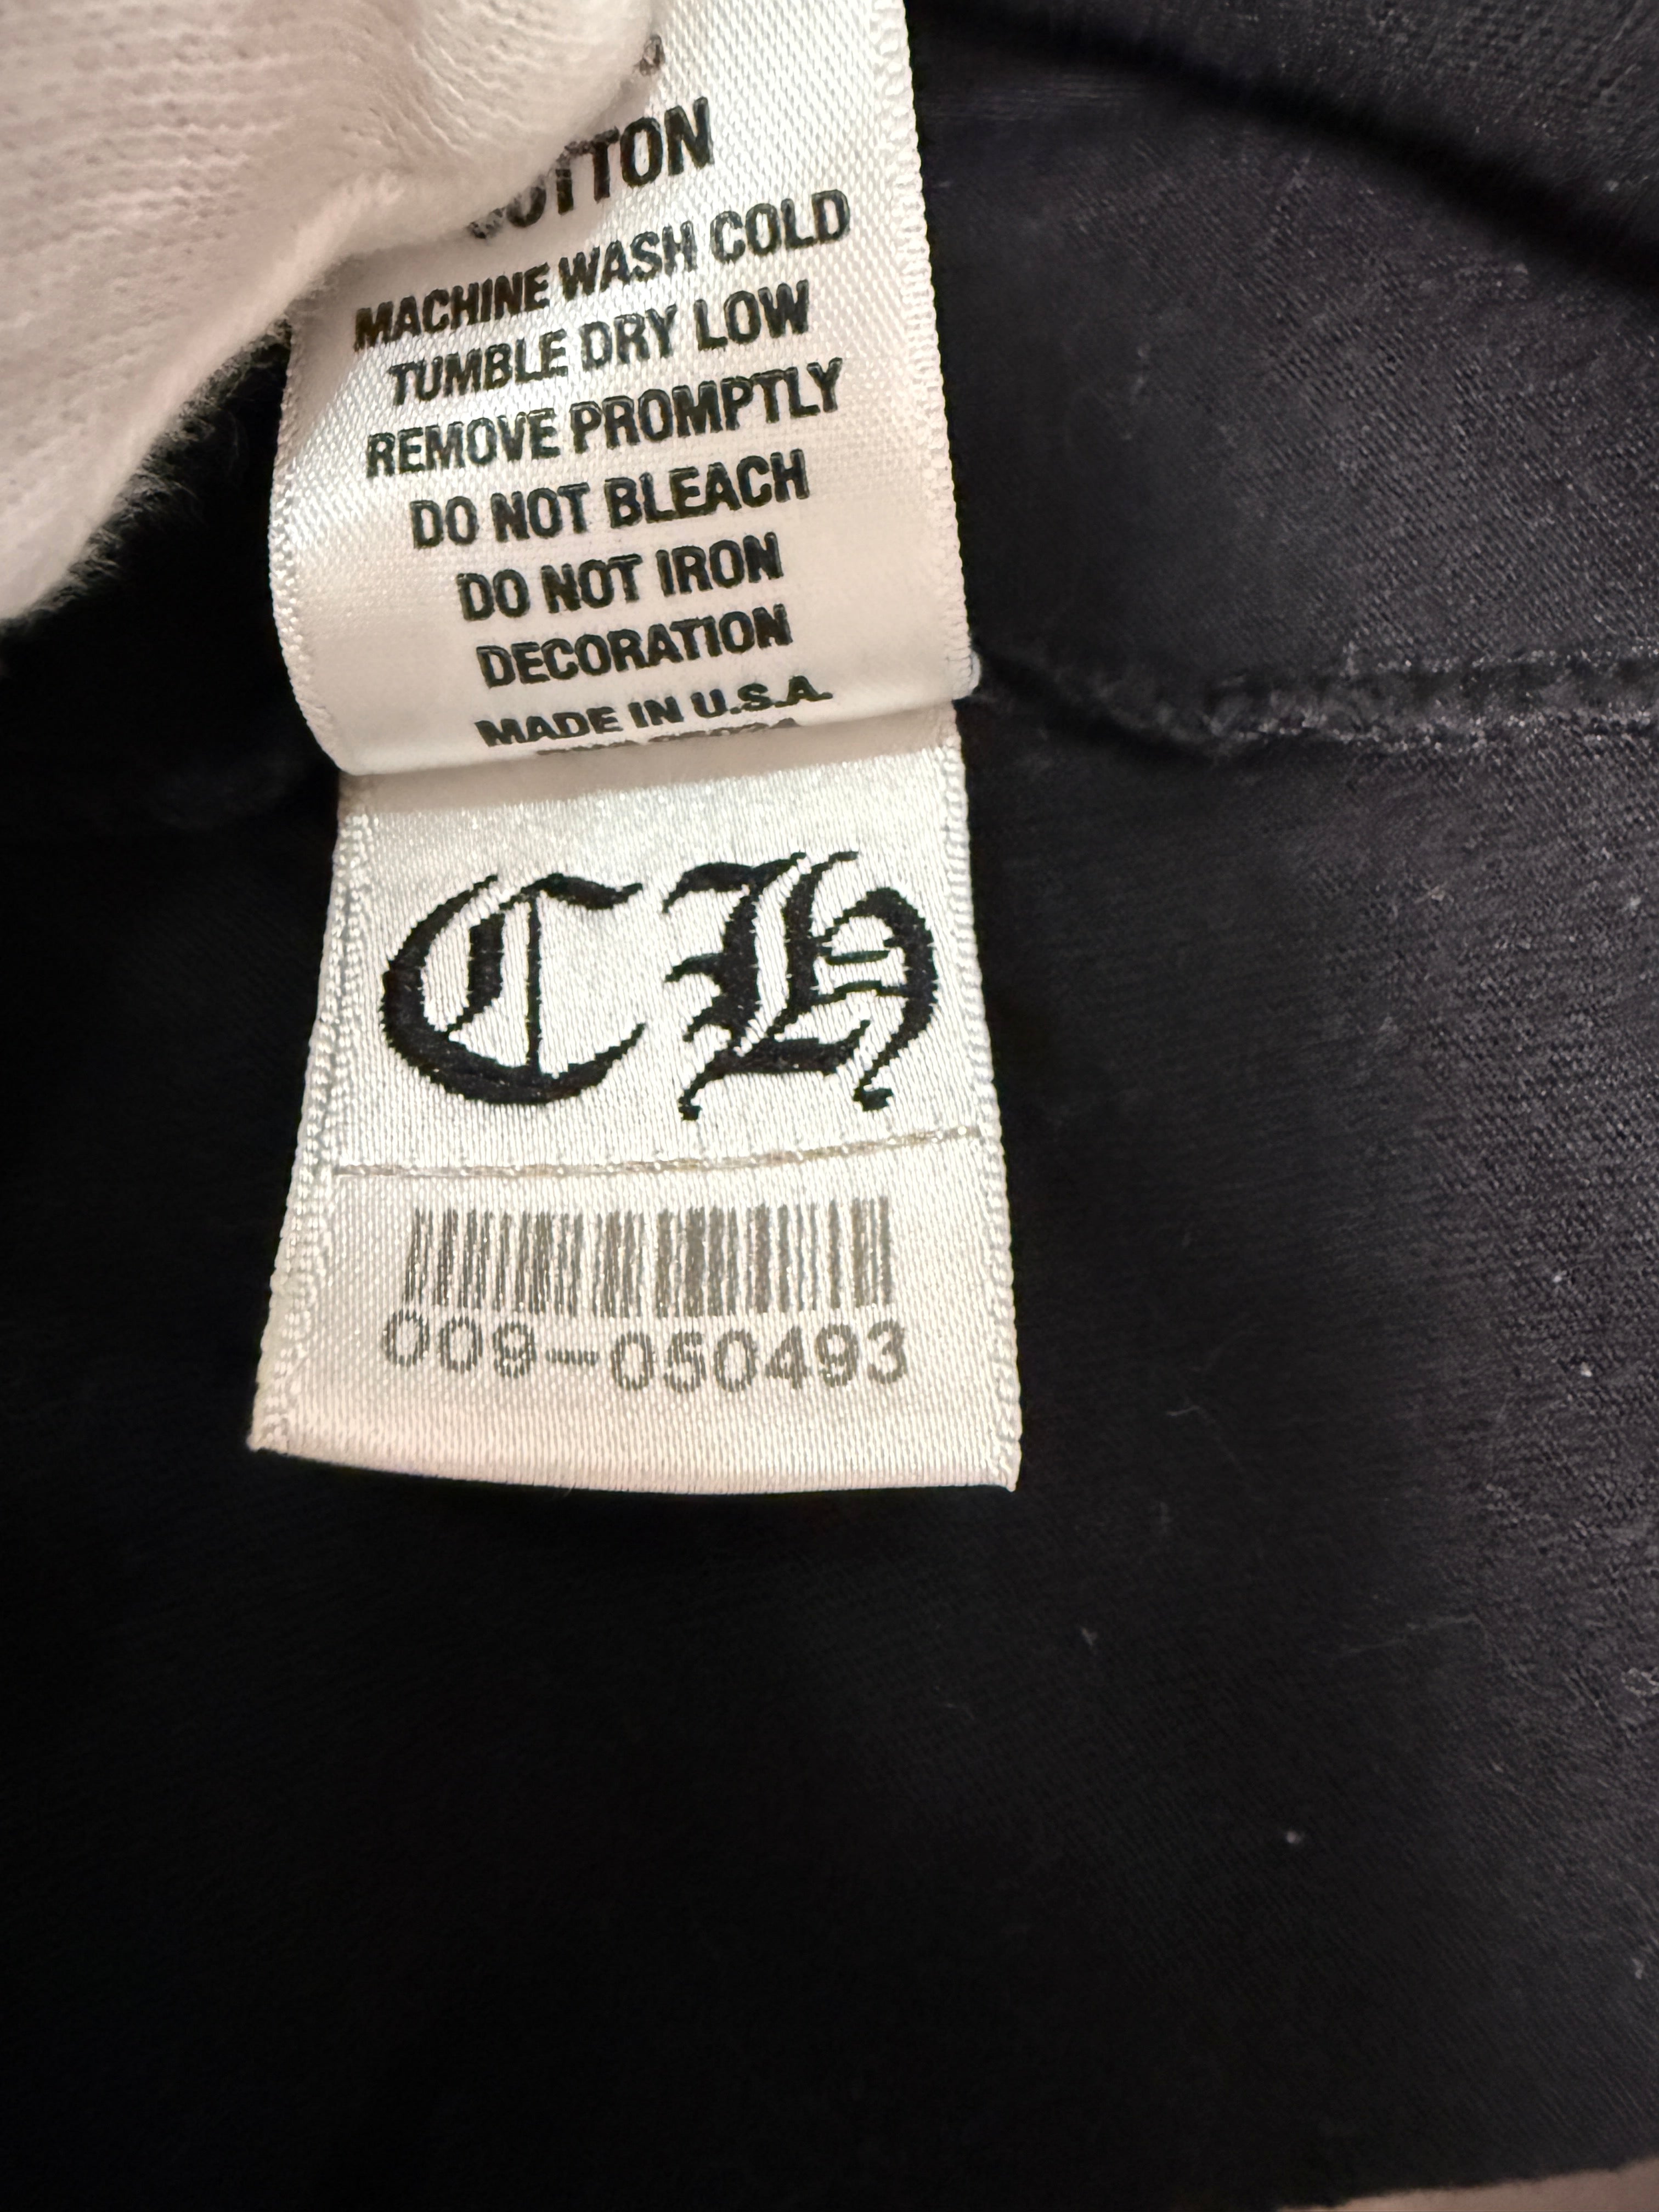 MACHINE WASH COLD
TUMBLE DRY LOW
REMOVE PROMPTLY
DO NOT BLEACH
DO NOT IRON
DECORATION
MADE IN U.S.A.
CH
009-050493